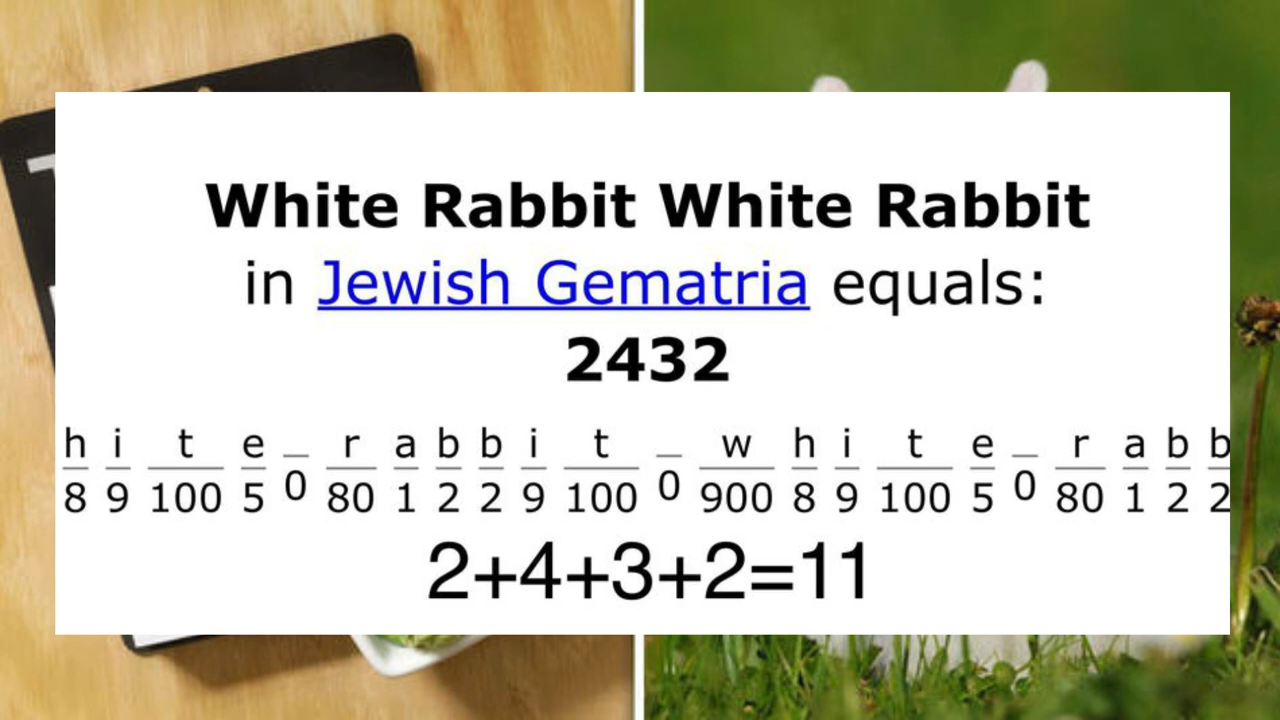 White Rabbit White Rabbit
in Jewish Gematria equals:
2432
h i t e _ r a b b i t _ w h i t e _ r a b b
8 9 100 5 0 80 1 2 2 9 100 0 900 8 9 100 5 0 80 1 2 2
2+4+3+2=11